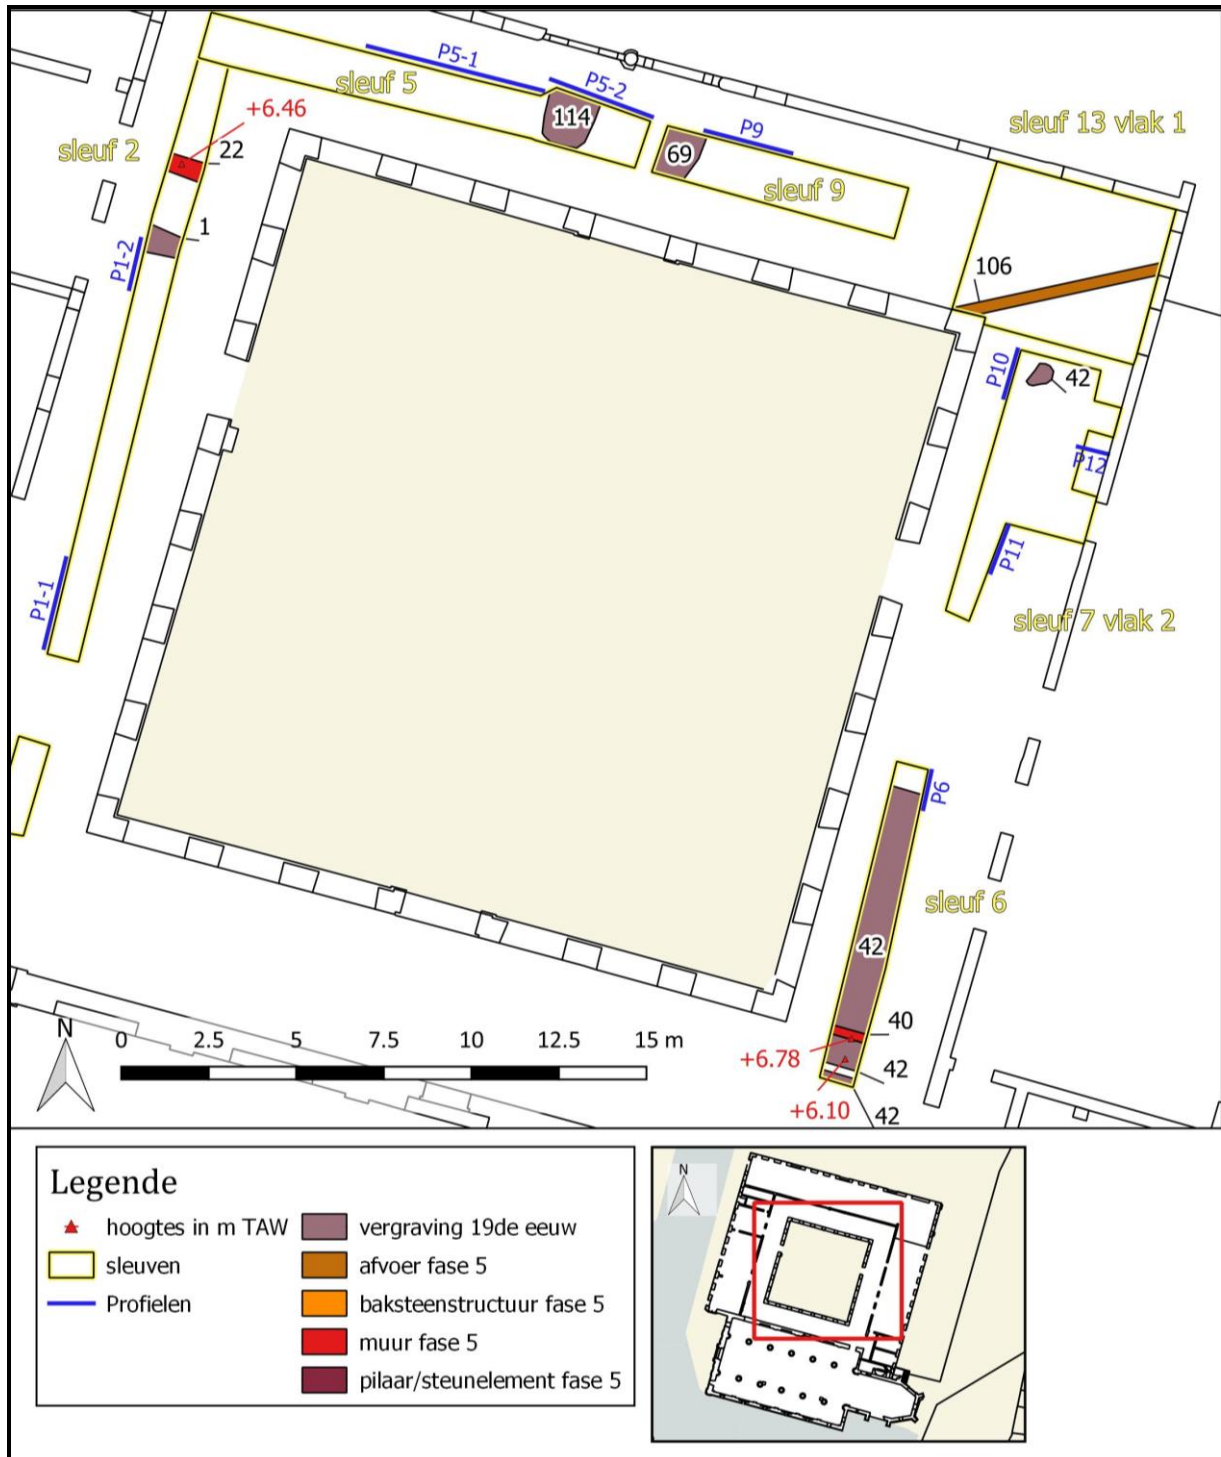 P5-1
sleuf 5
P5-2
114
P9
sleuf 13 vlak 1
+6.46
sleuf 2
22
69
sleuf 9
1
P1-2
106
P10
42
P12
P11
P1-1
sleuf 7 vlak 2
P6
sleuf 6
42
40
N
0 2.5 5 7.5 10 12.5 15 m
+6.78
42
+6.10
42
Legende
hoogtes in m TAW
sleuven
Profielen
vergraving 19de eeuw
afvoer fase 5
baksteenstructuur fase 5
muur fase 5
pilaar/steunelement fase 5
N